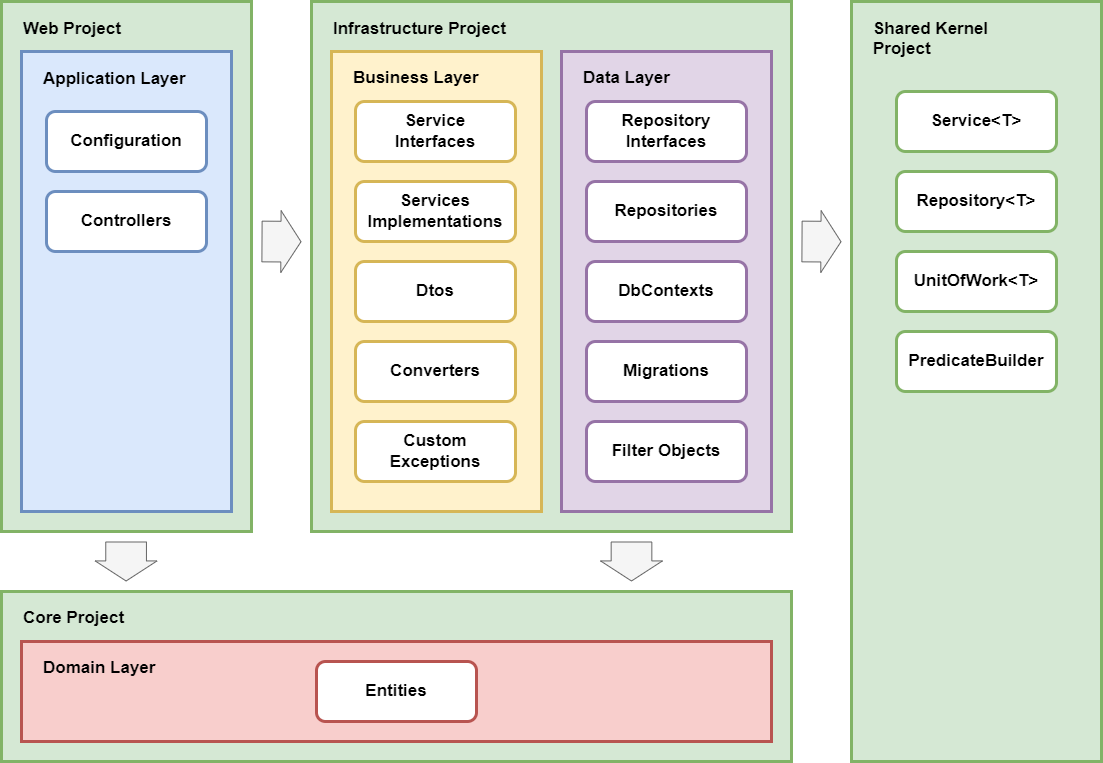 Web Project
Application Layer
Configuration
Controllers
Infrastructure Project
Business Layer
Service
Interfaces
Services
Implementations
Dtos
Converters
Custom
Exceptions
Data Layer
Repository
Interfaces
Repositories
DbContexts
Migrations
Filter Objects
Shared Kernel
Project
Service<T>
Repository<T>
UnitOfWork<T>
PredicateBuilder
Core Project
Domain Layer
Entities